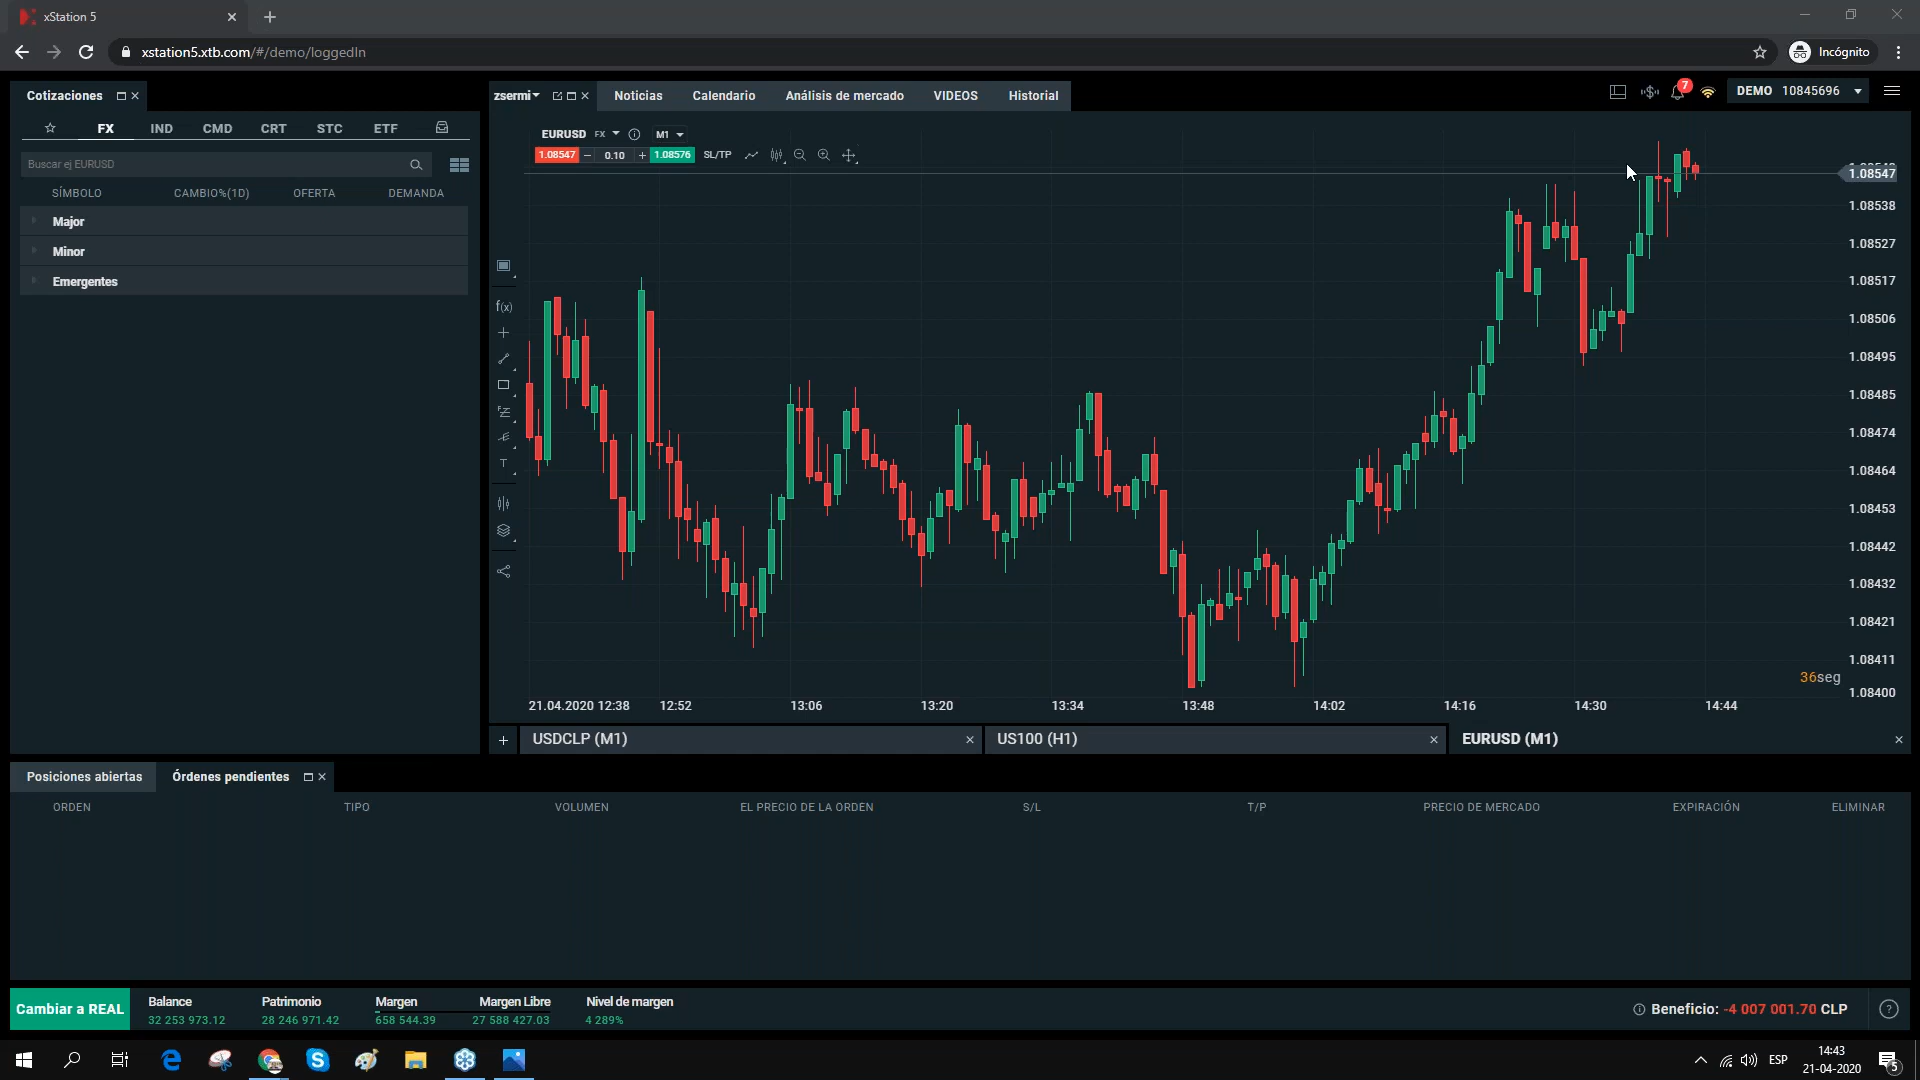 xStation 5
xstation5.xtb.com/#/demo/loggedIn
Incógnito
Cotizaciones
zsermi
Noticias
Calendario
Análisis de mercado
VIDEOS
Historial
7
DEMO 10845696
FX
IND
CMD
CRT
STC
ETF
Buscar ej EURUSD
SÍMBOLO
CAMBIO%(1D)
OFERTA
DEMANDA
Major
Minor
Emergentes
EURUSD FX
M1
1.08547
0.10
1.08576
SL/TP
f(x)
T
1.08547
1.08538
1.08527
1.08517
1.08506
1.08495
1.08485
1.08474
1.08464
1.08453
1.08442
1.08432
1.08421
1.08411
1.08400
36seg
21.04.2020 12:38
12:52
13:06
13:20
13:34
13:48
14:02
14:16
14:30
14:44
USDCLP (M1)
US100 (H1)
EURUSD (M1)
Posiciones abiertas
Órdenes pendientes
ORDEN
TIPO
VOLUMEN
EL PRECIO DE LA ORDEN
S/L
T/P
PRECIO DE MERCADO
EXPIRACIÓN
ELIMINAR
Cambiar a REAL
Balance
Patrimonio
Margen
Margen Libre
Nivel de margen
32 253 973.12
28 246 971.42
658 544.39
27 588 427.03
4 289%
Beneficio: -4 007 001.70 CLP
ESP
14:43
21-04-2020
5